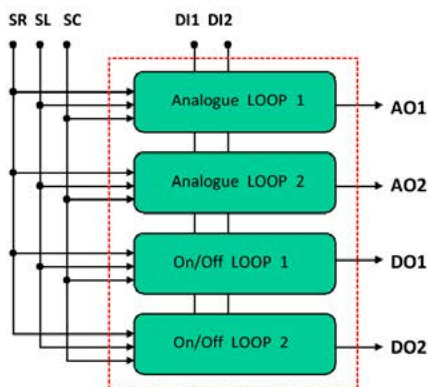 SR SL SC DI1 DI2
Analogue LOOP 1
AO1
Analogue LOOP 2
AO2
On/Off LOOP 1
DO1
On/Off LOOP 2
DO2